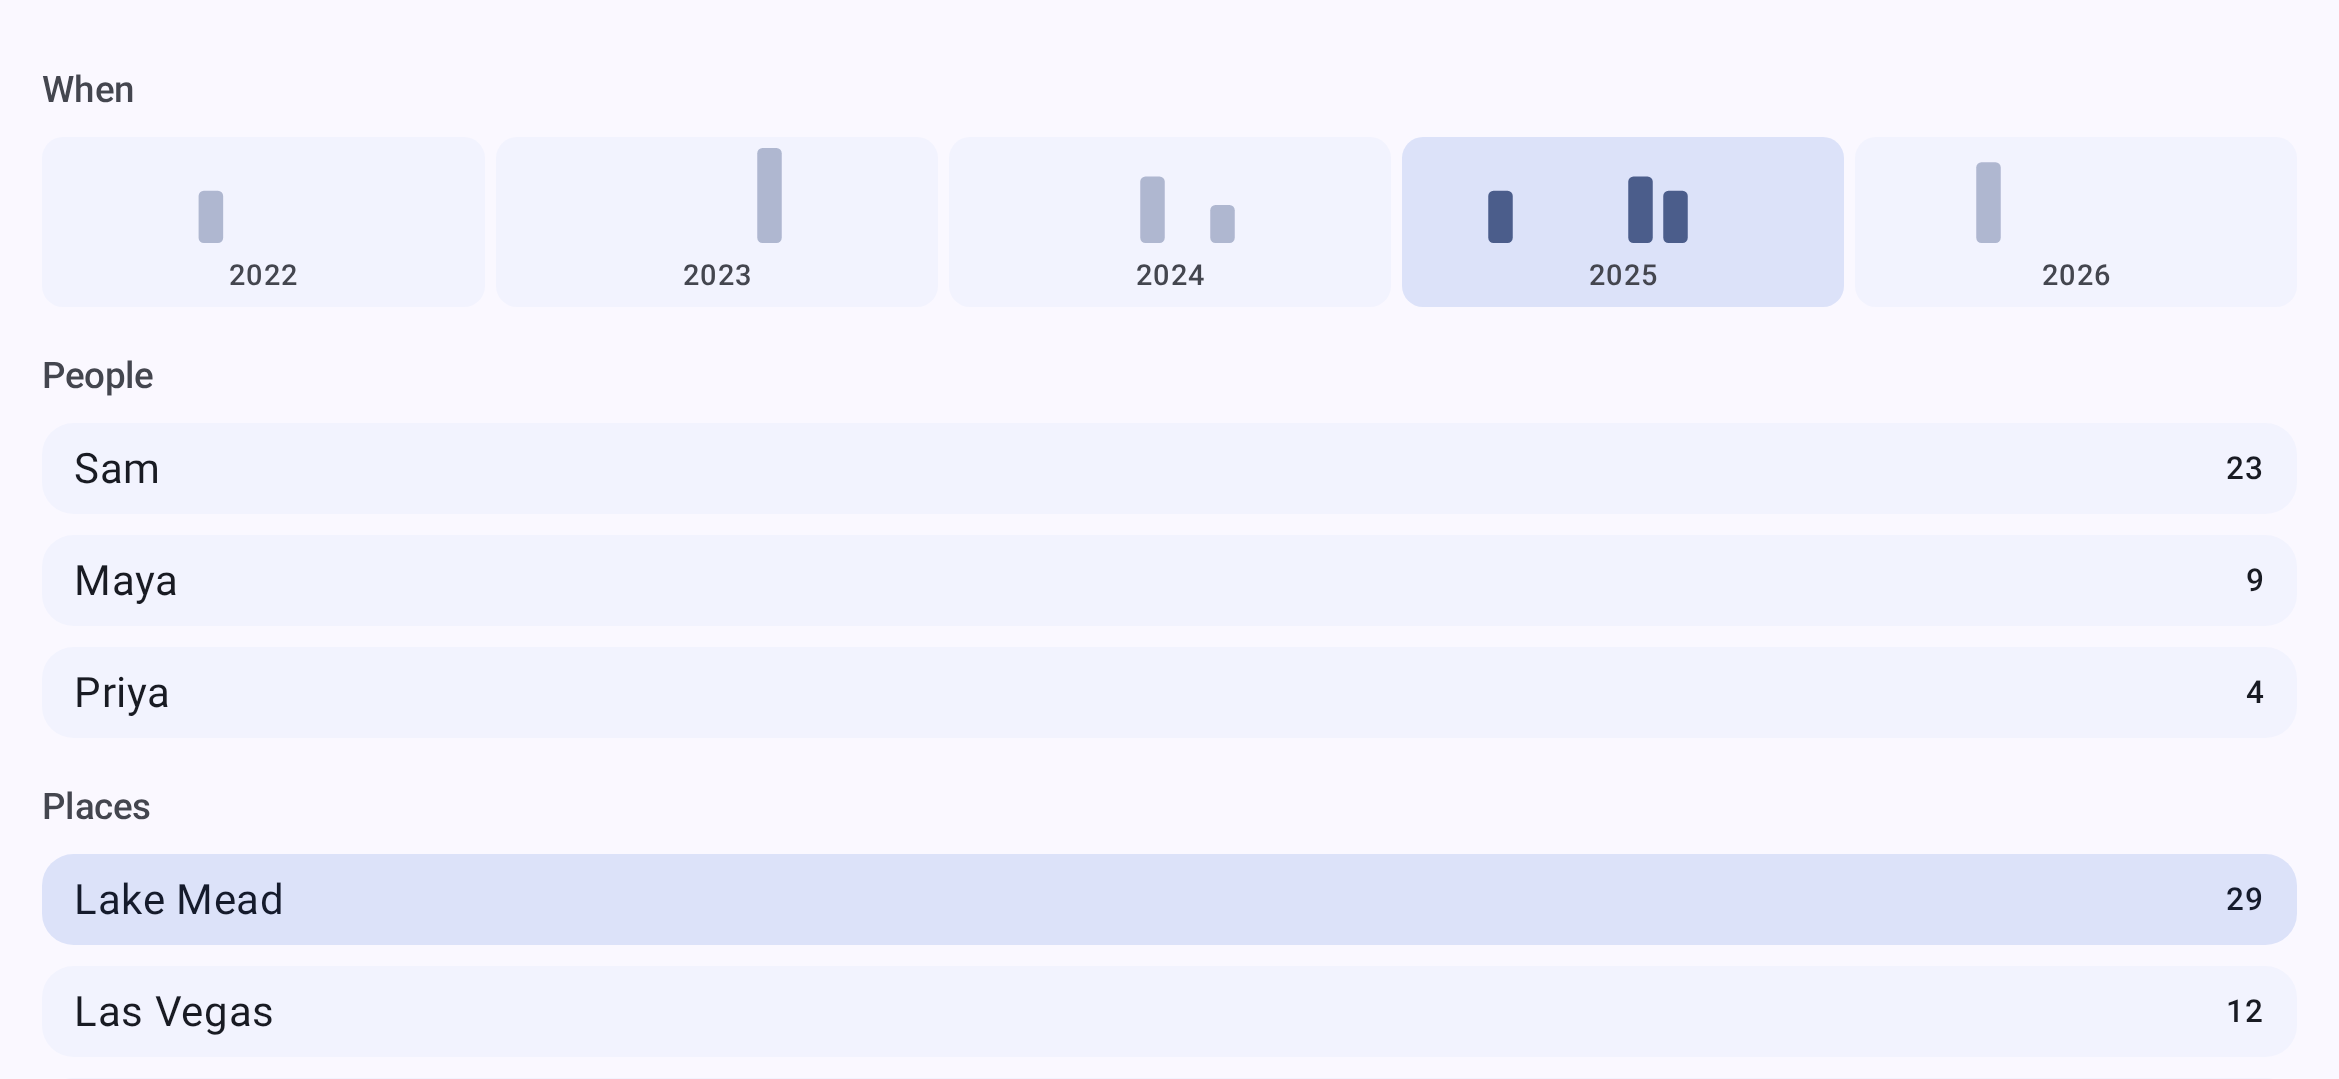 When
2022
2023
2024
2025
2026
People
Sam 23
Maya 9
Priya 4
Places
Lake Mead 29
Las Vegas 12